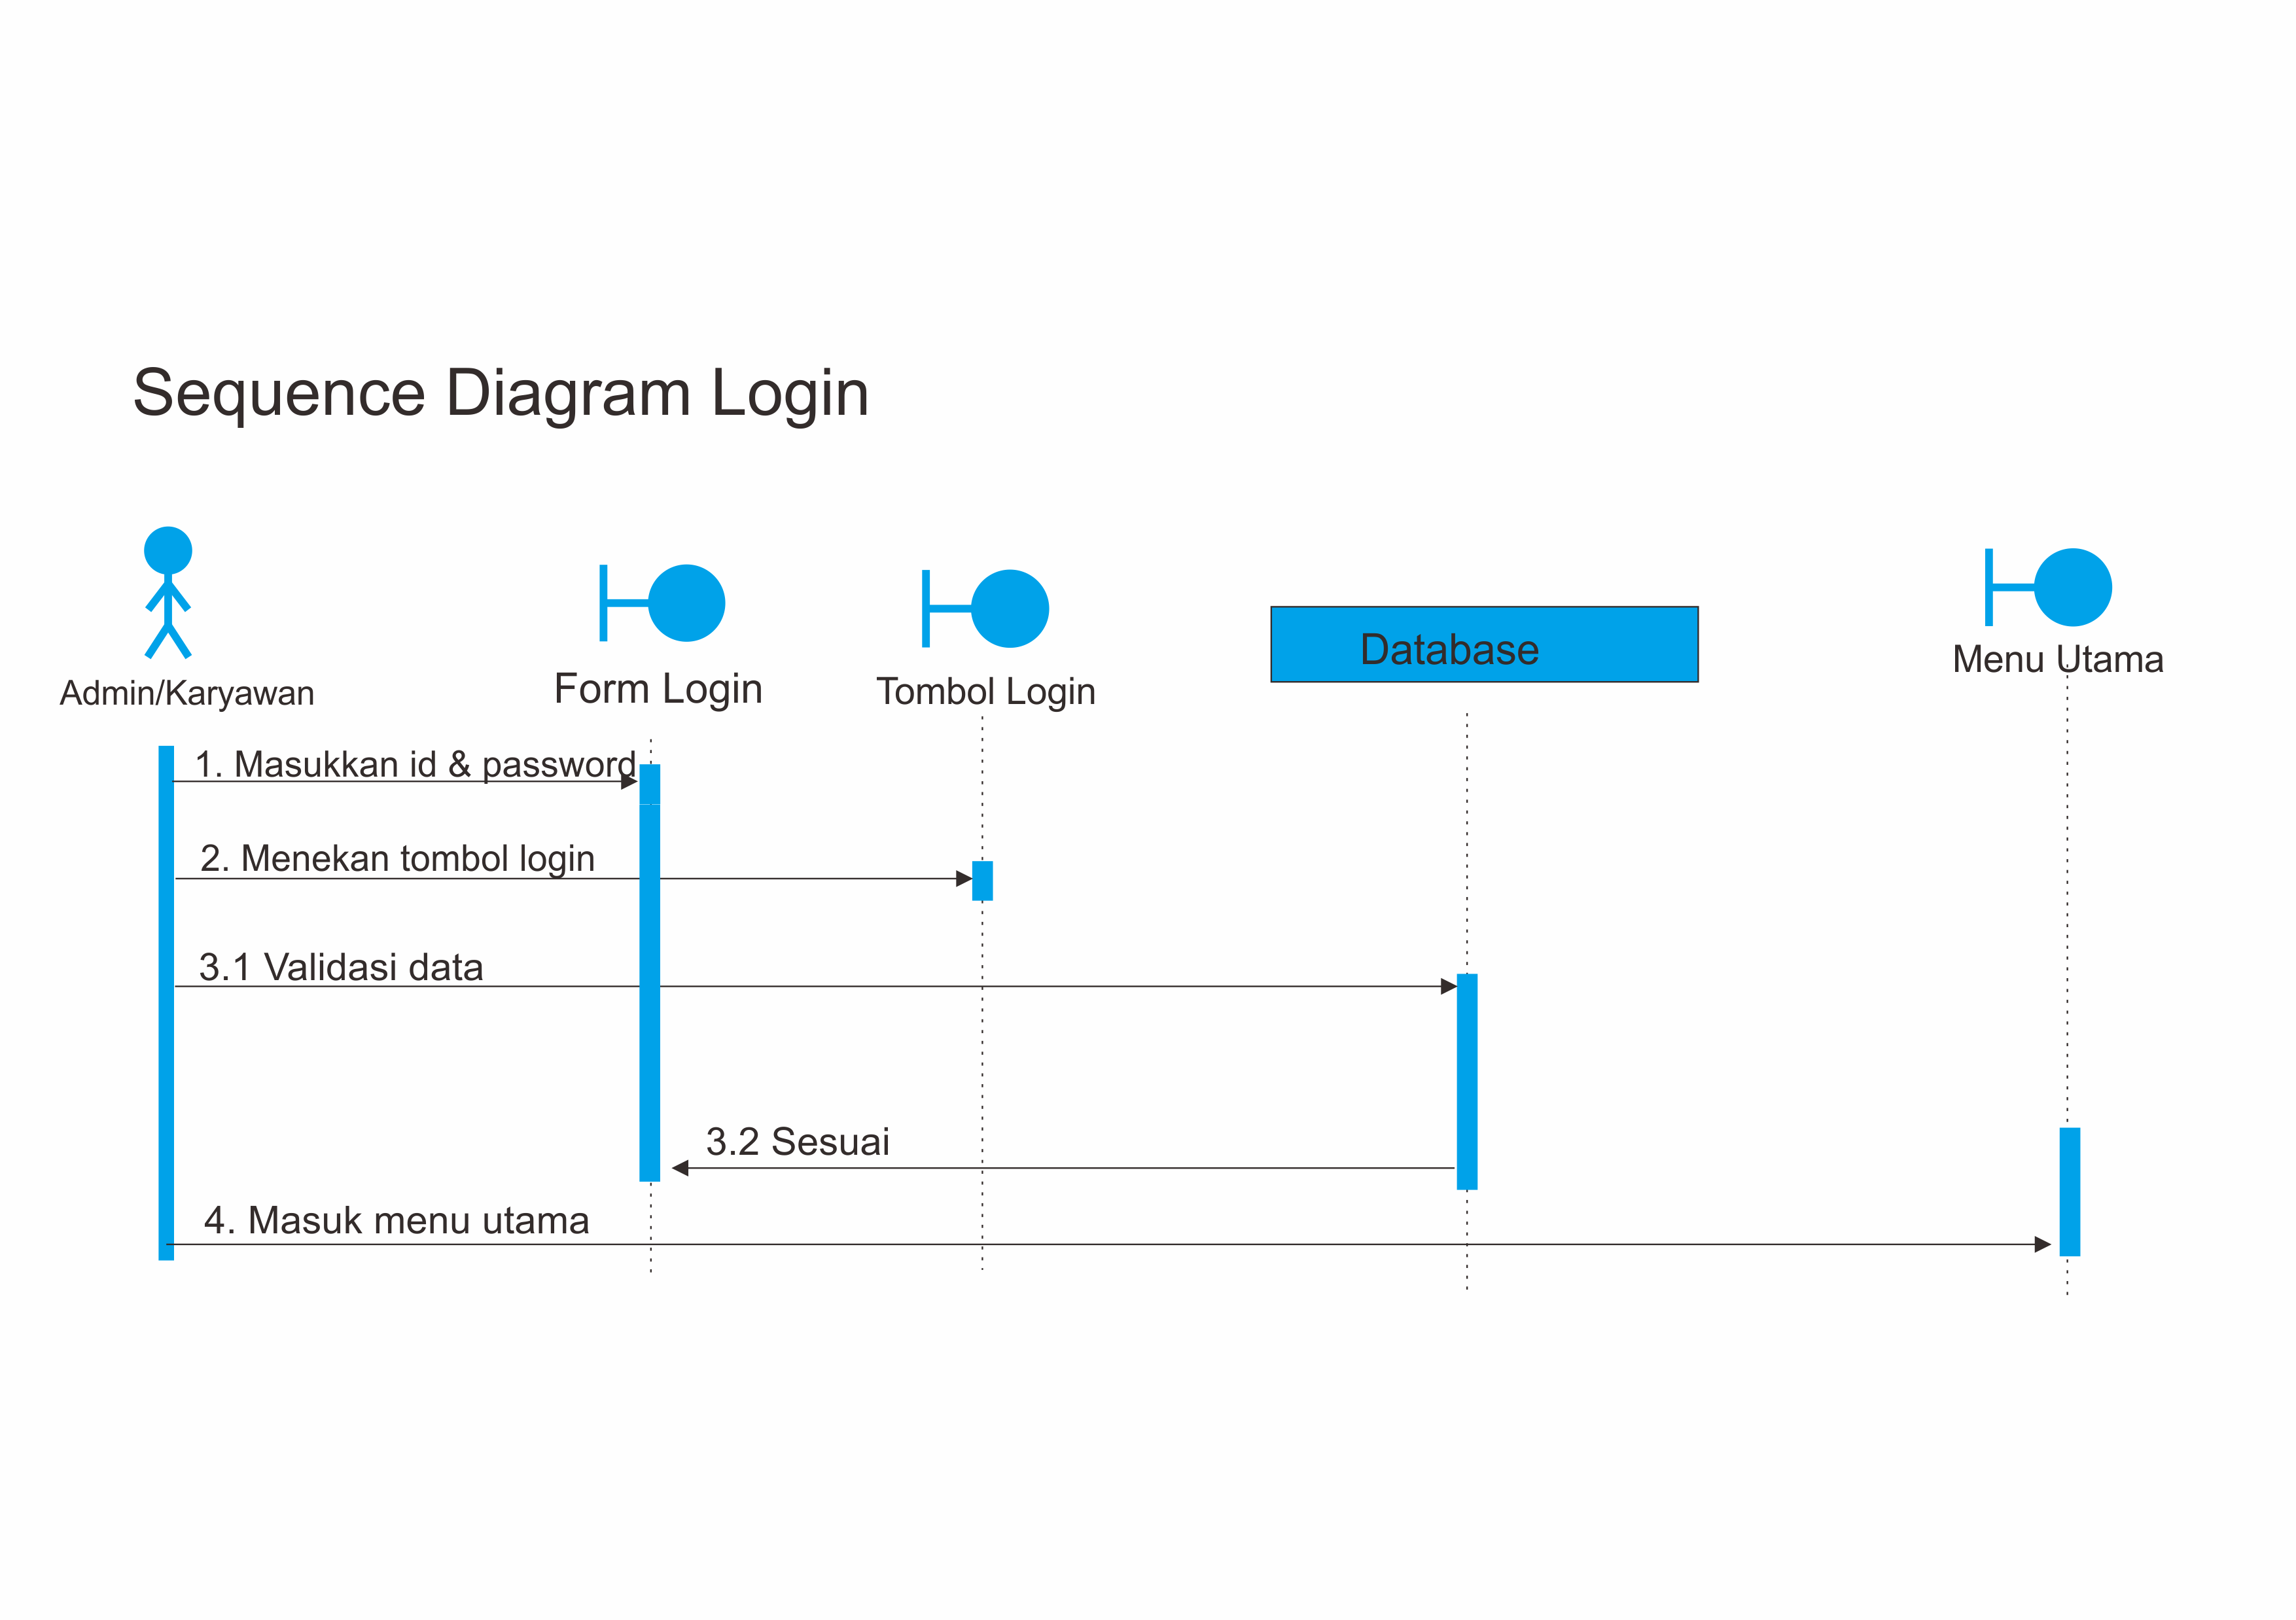 Sequence Diagram Login
Admin/Karyawan
Form Login
Tombol Login
Database
Menu Utama
1. Masukkan id & password
2. Menekan tombol login
3.1 Validasi data
3.2 Sesuai
4. Masuk menu utama